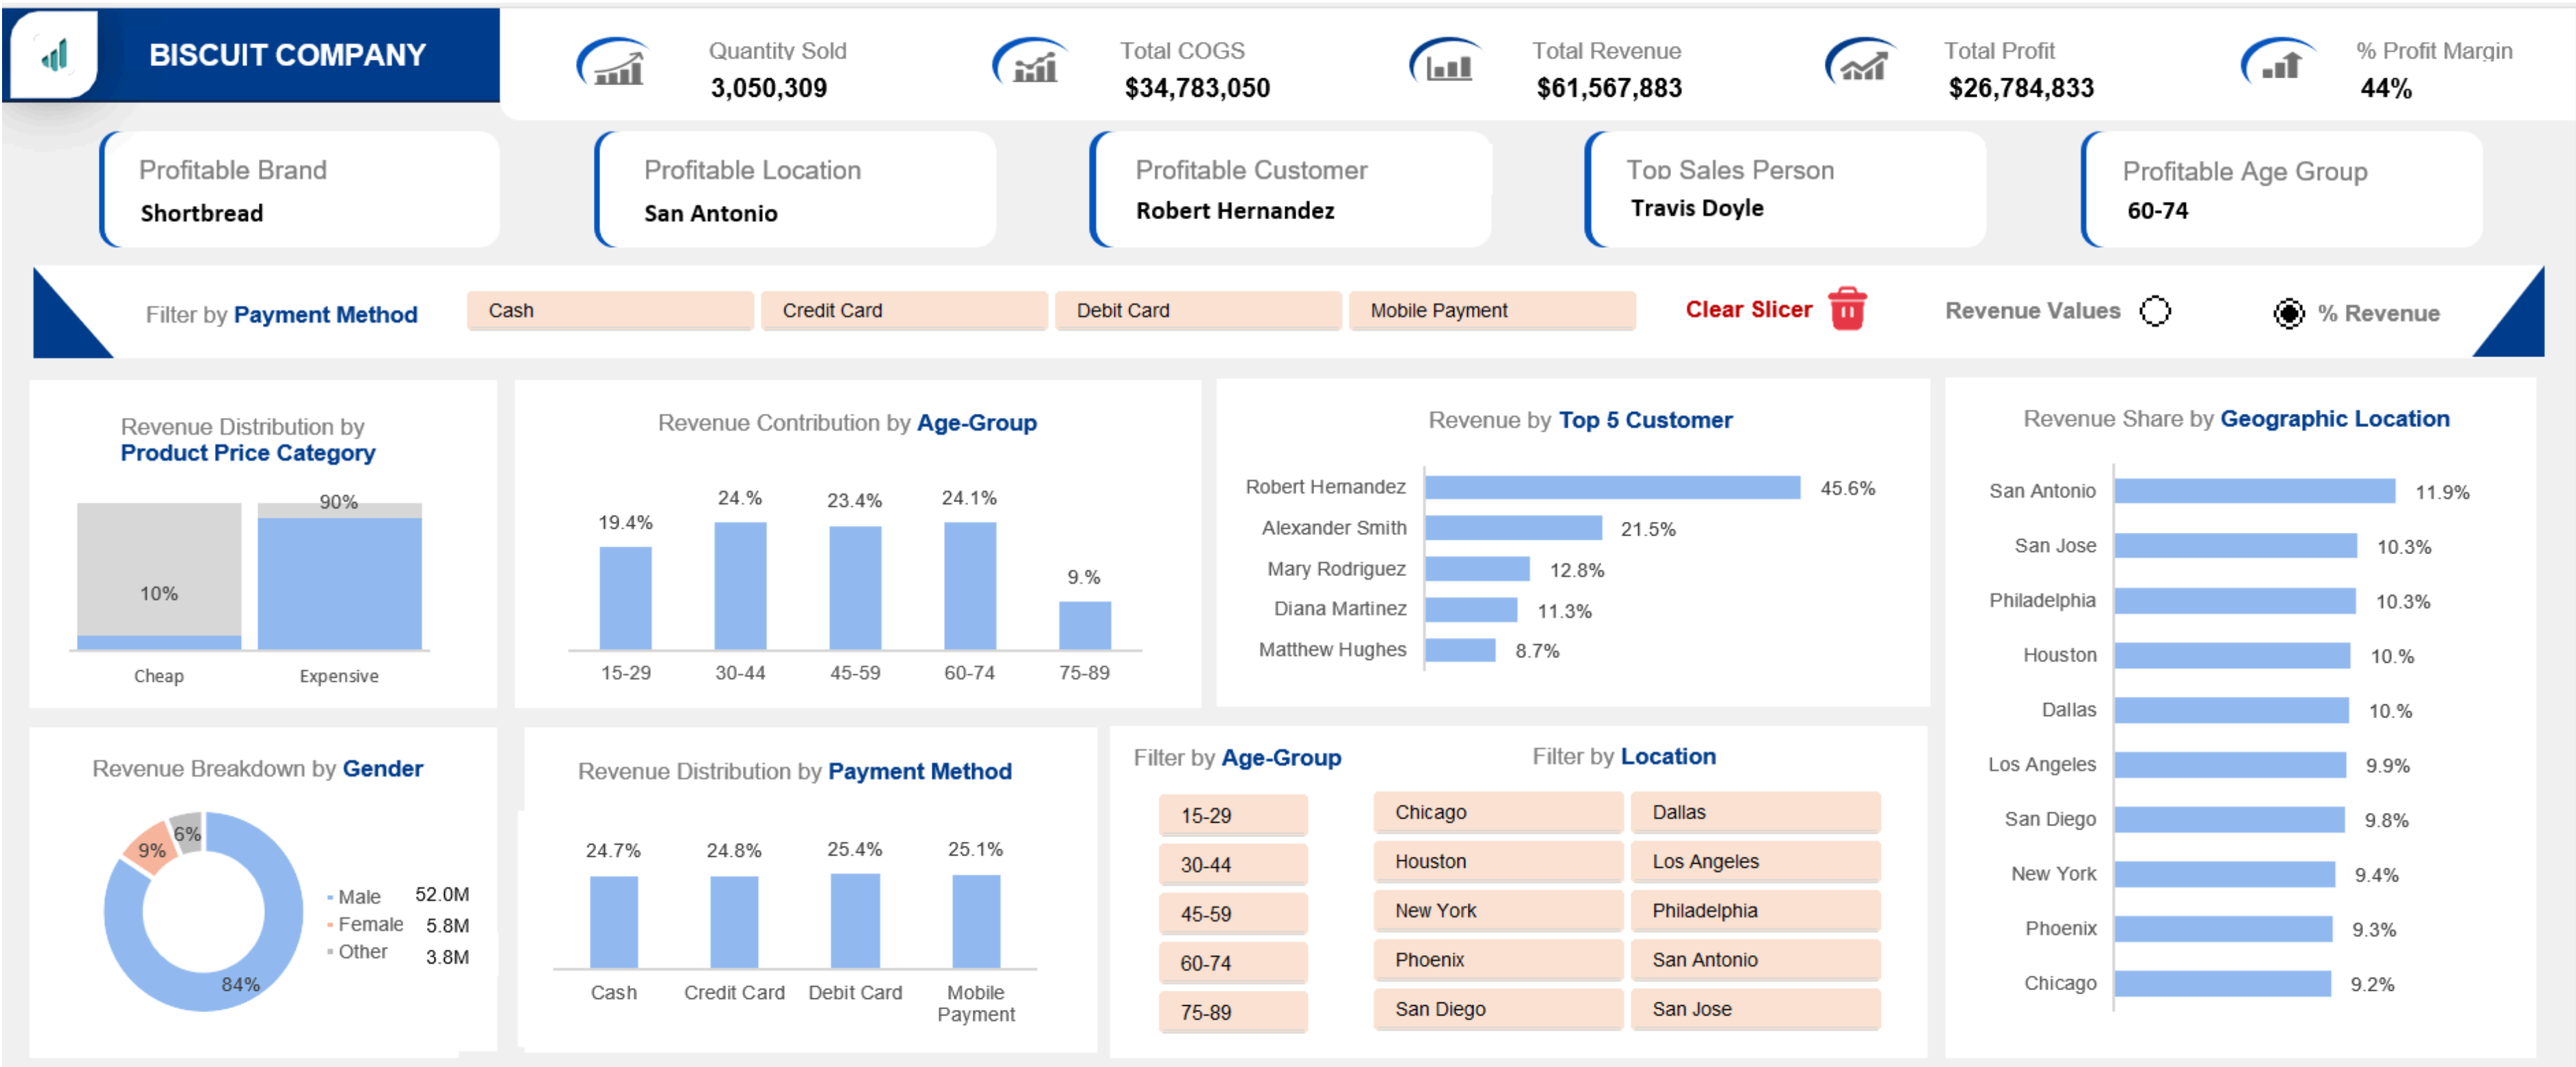 BISCUIT COMPANY
Quantity Sold
3,050,309
Total COGS
$34,783,050
Total Revenue
$61,567,883
Total Profit
$26,784,833
% Profit Margin
44%
Profitable Brand
Shortbread
Profitable Location
San Antonio
Profitable Customer
Robert Hernandez
Top Sales Person
Travis Doyle
Profitable Age Group
60-74
Filter by Payment Method
Cash
Credit Card
Debit Card
Mobile Payment
Clear Slicer
Revenue Values
% Revenue
Revenue Distribution by
Product Price Category
90%
10%
Cheap
Expensive
Revenue Contribution by Age-Group
19.4%
24.%
23.4%
24.1%
9.%
15-29
30-44
45-59
60-74
75-89
Revenue by Top 5 Customer
Robert Hernandez
45.6%
Alexander Smith
21.5%
Mary Rodriguez
12.8%
Diana Martinez
11.3%
Matthew Hughes
8.7%
Revenue Share by Geographic Location
San Antonio
11.9%
San Jose
10.3%
Philadelphia
10.3%
Houston
10.%
Dallas
10.%
Los Angeles
9.9%
San Diego
9.8%
New York
9.4%
Phoenix
9.3%
Chicago
9.2%
Revenue Breakdown by Gender
6%
9%
84%
Male 52.0M
Female 5.8M
Other 3.8M
Revenue Distribution by Payment Method
24.7%
24.8%
25.4%
25.1%
Cash
Credit Card
Debit Card
Mobile
Payment
Filter by Age-Group
15-29
30-44
45-59
60-74
75-89
Filter by Location
Chicago
Dallas
Houston
Los Angeles
New York
Philadelphia
Phoenix
San Antonio
San Diego
San Jose